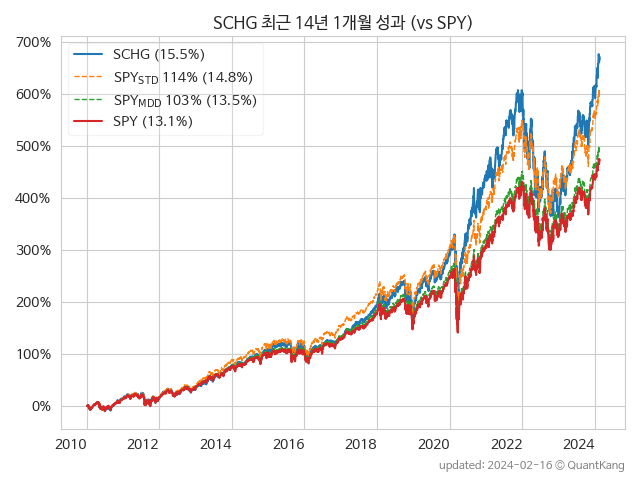 SCHG 최근 14년 1개월 성과 (vs SPY)
700%
600%
500%
400%
300%
200%
100%
0%
SCHG (15.5%)
SPY_STD 114% (14.8%)
SPY_MDD 103% (13.5%)
SPY (13.1%)
2010 2012 2014 2016 2018 2020 2022 2024
updated: 2024-02-16 © QuantKang